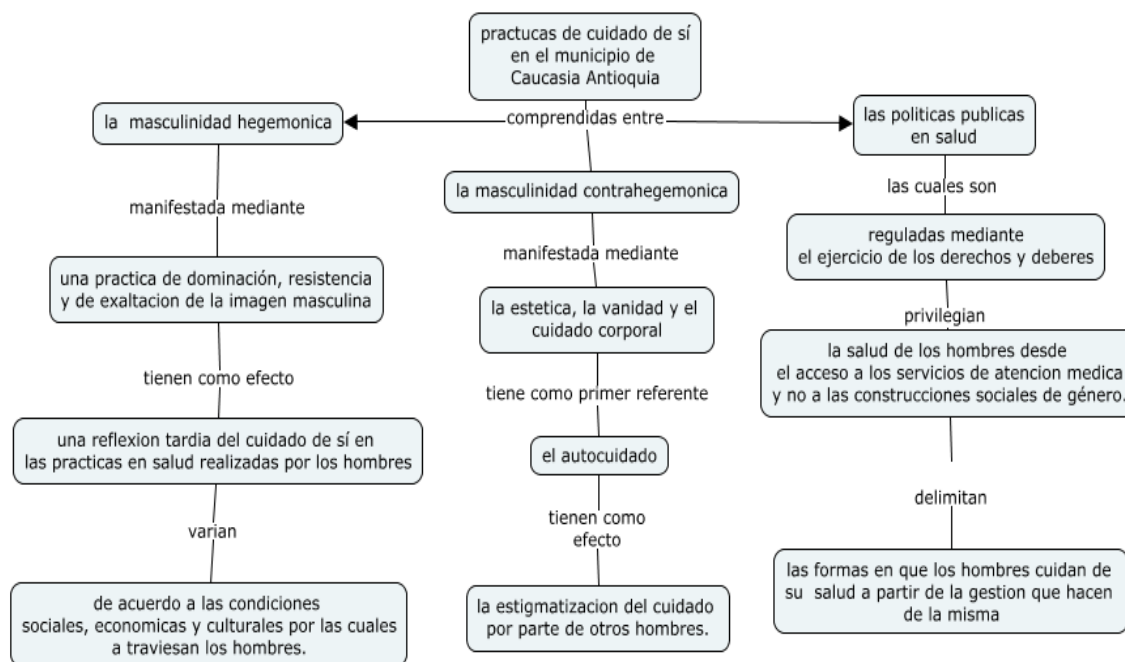 practucas de cuidado de sí
en el municipio de
Caucasia Antioquia
comprendidas entre
la masculinidad hegemonica
manifestada mediante
una practica de dominación, resistencia
y de exaltacion de la imagen masculina
tienen como efecto
una reflexion tardia del cuidado de sí en
las practicas en salud realizadas por los hombres
varian
de acuerdo a las condiciones
sociales, economicas y culturales por las cuales
a traviesan los hombres.
la masculinidad contrahegemonica
manifestada mediante
la estetica, la vanidad y el
cuidado corporal
tiene como primer referente
el autocuidado
tienen como
efecto
la estigmatizacion del cuidado
por parte de otros hombres.
las politicas publicas
en salud
las cuales son
reguladas mediante
el ejercicio de los derechos y deberes
privilegian
la salud de los hombres desde
el acceso a los servicios de atencion medica
y no a las construcciones sociales de género.
delimitan
las formas en que los hombres cuidan de
su salud a partir de la gestion que hacen
de la misma